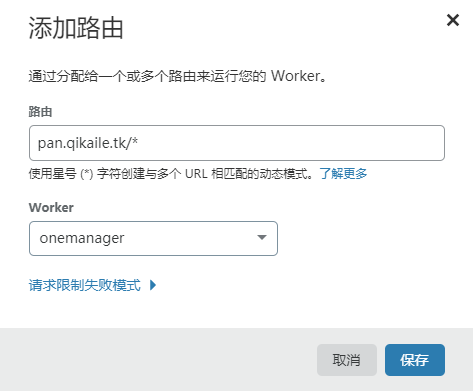 添加路由
通过分配给一个或多个路由来运行您的 Worker。
路由
pan.qikaile.tk/*
使用星号 (*) 字符创建与多个 URL 相匹配的动态模式。了解更多
Worker
onemanager
请求限制失败模式
取消 保存